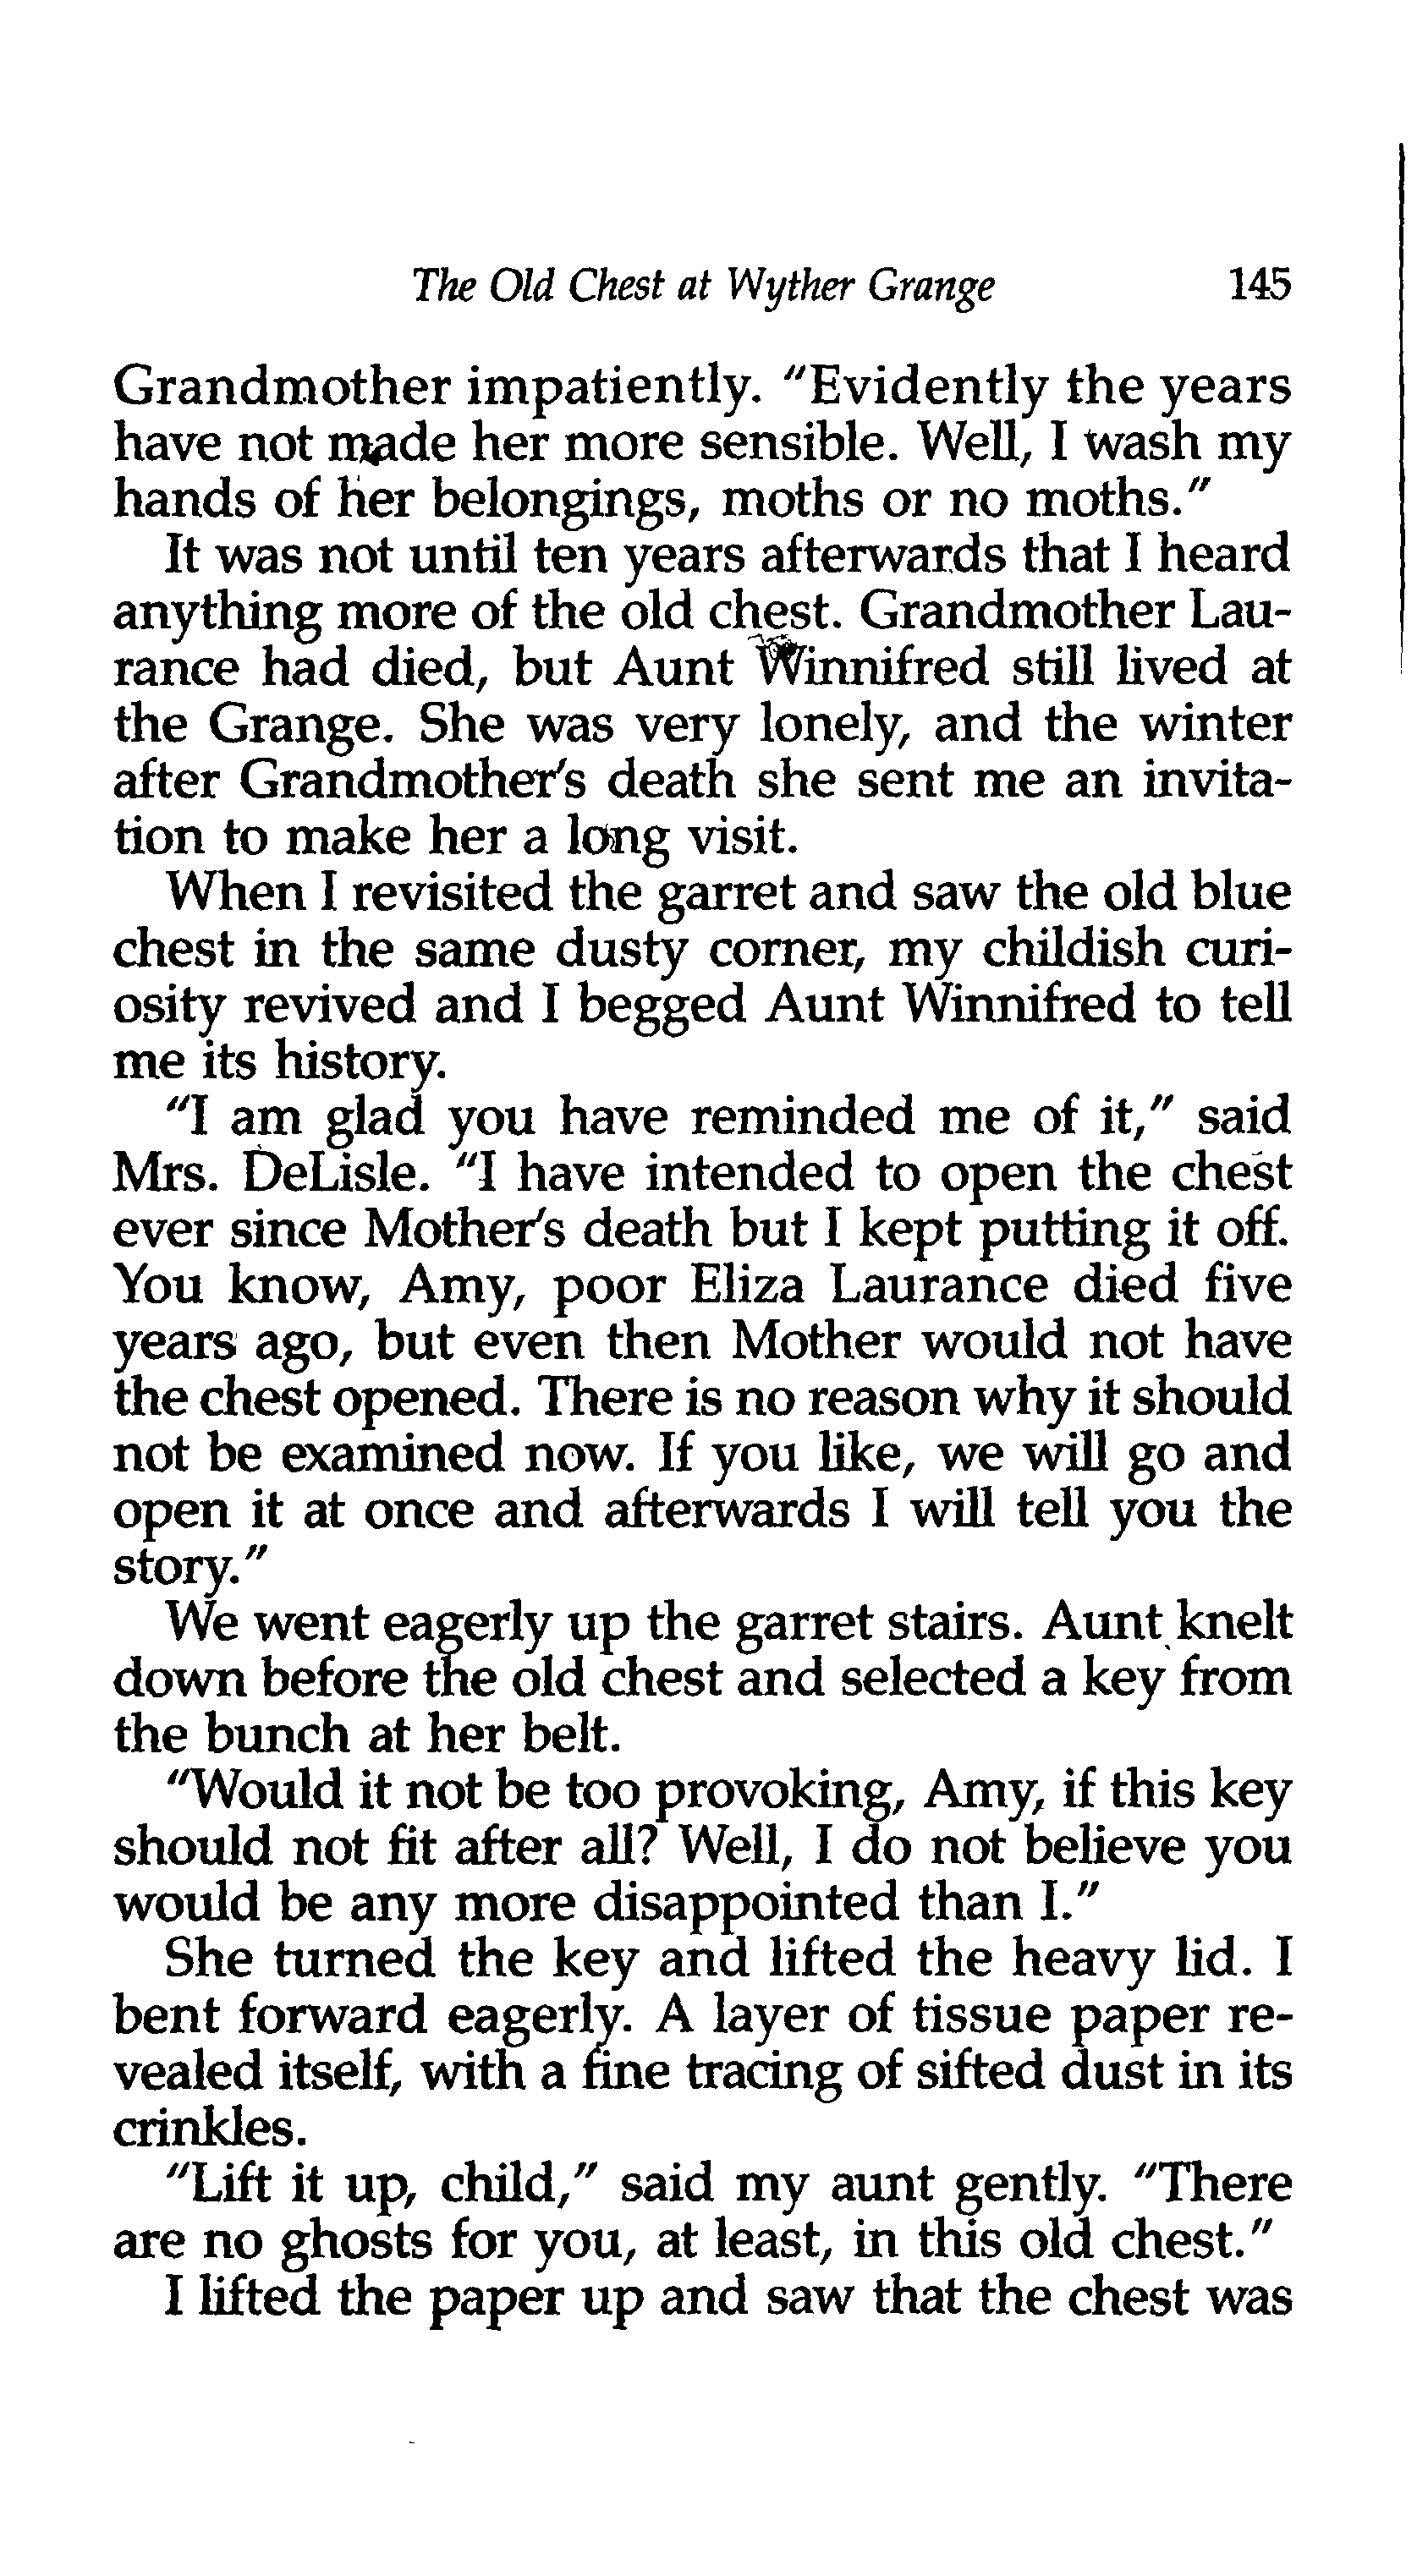 The Old Chest at Wyther Grange 145
Grandmother impatiently. "Evidently the years
have not made her more sensible. Well, I wash my
hands of her belongings, moths or no moths."
It was not until ten years afterwards that I heard
anything more of the old chest. Grandmother Lau-
rance had died, but Aunt Winnifred still lived at
the Grange. She was very lonely, and the winter
after Grandmother's death she sent me an invita-
tion to make her a long visit.
When I revisited the garret and saw the old blue
chest in the same dusty corner, my childish curi-
osity revived and I begged Aunt Winnifred to tell
me its history.
"I am glad you have reminded me of it," said
Mrs. DeLisle. "I have intended to open the chest
ever since Mother's death but I kept putting it off.
You know, Amy, poor Eliza Laurance died five
years ago, but even then Mother would not have
the chest opened. There is no reason why it should
not be examined now. If you like, we will go and
open it at once and afterwards I will tell you the
story."
We went eagerly up the garret stairs. Aunt knelt
down before the old chest and selected a key from
the bunch at her belt.
"Would it not be too provoking, Amy, if this key
should not fit after all? Well, I do not believe you
would be any more disappointed than I."
She turned the key and lifted the heavy lid. I
bent forward eagerly. A layer of tissue paper re-
vealed itself, with a fine tracing of sifted dust in its
crinkles.
"Lift it up, child," said my aunt gently. "There
are no ghosts for you, at least, in this old chest."
I lifted the paper up and saw that the chest was